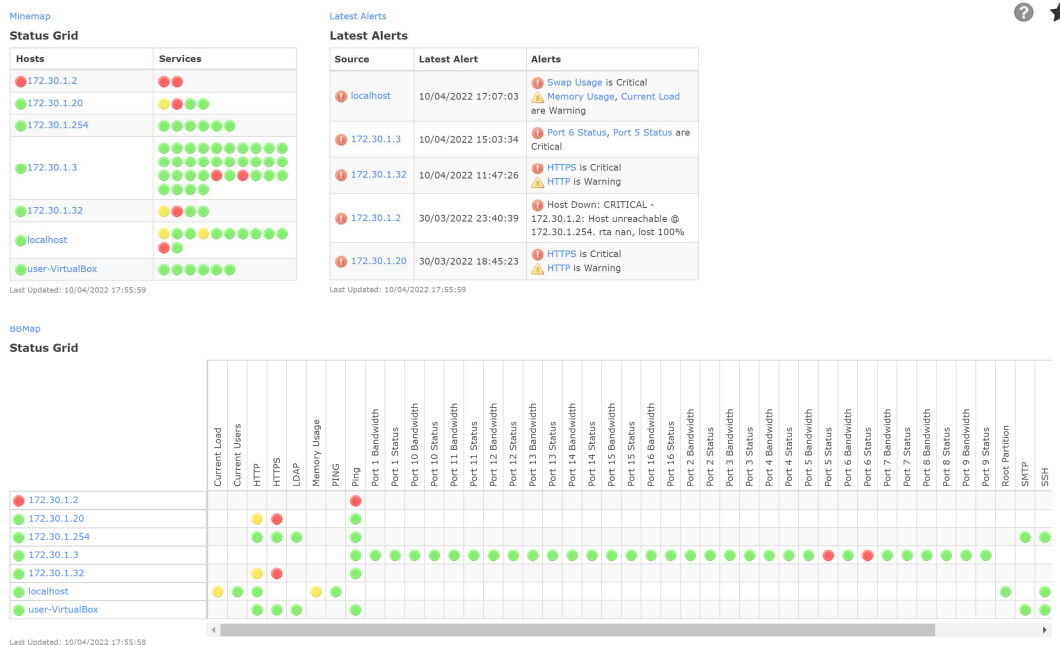 Minemap
Status Grid
Hosts Services
172.30.1.2
172.30.1.20
172.30.1.254
172.30.1.3
172.30.1.32
localhost
user-VirtualBox
Last Updated: 10/04/2022 17:55:59
Latest Alerts
Latest Alerts
Source Latest Alert Alerts
localhost 10/04/2022 17:07:03 Swap Usage is Critical
Memory Usage, Current Load
are Warning
172.30.1.3 10/04/2022 15:03:34 Port 6 Status, Port 5 Status are
Critical
172.30.1.32 10/04/2022 11:47:26 HTTPS is Critical
HTTP is Warning
172.30.1.2 30/03/2022 23:40:39 Host Down: CRITICAL -
172.30.1.2: Host unreachable @
172.30.1.254. rta nan, lost 100%
172.30.1.20 30/03/2022 18:45:23 HTTPS is Critical
HTTP is Warning
Last Updated: 10/04/2022 17:55:59
?
BBMap
Status Grid
Current Load
Current Users
HTTP
HTTPS
LDAP
Memory Usage
PING
Ping
Port 1 Bandwidth
Port 1 Status
Port 10 Bandwidth
Port 10 Status
Port 11 Bandwidth
Port 11 Status
Port 12 Bandwidth
Port 12 Status
Port 13 Bandwidth
Port 13 Status
Port 14 Bandwidth
Port 14 Status
Port 15 Bandwidth
Port 15 Status
Port 16 Bandwidth
Port 16 Status
Port 2 Bandwidth
Port 2 Status
Port 3 Bandwidth
Port 3 Status
Port 4 Bandwidth
Port 4 Status
Port 5 Bandwidth
Port 5 Status
Port 6 Bandwidth
Port 6 Status
Port 7 Bandwidth
Port 7 Status
Port 8 Bandwidth
Port 8 Status
Port 9 Bandwidth
Port 9 Status
Root Partition
SMTP
SSH
172.30.1.2
172.30.1.20
172.30.1.254
172.30.1.3
172.30.1.32
localhost
user-VirtualBox
Last Updated: 10/04/2022 17:55:58